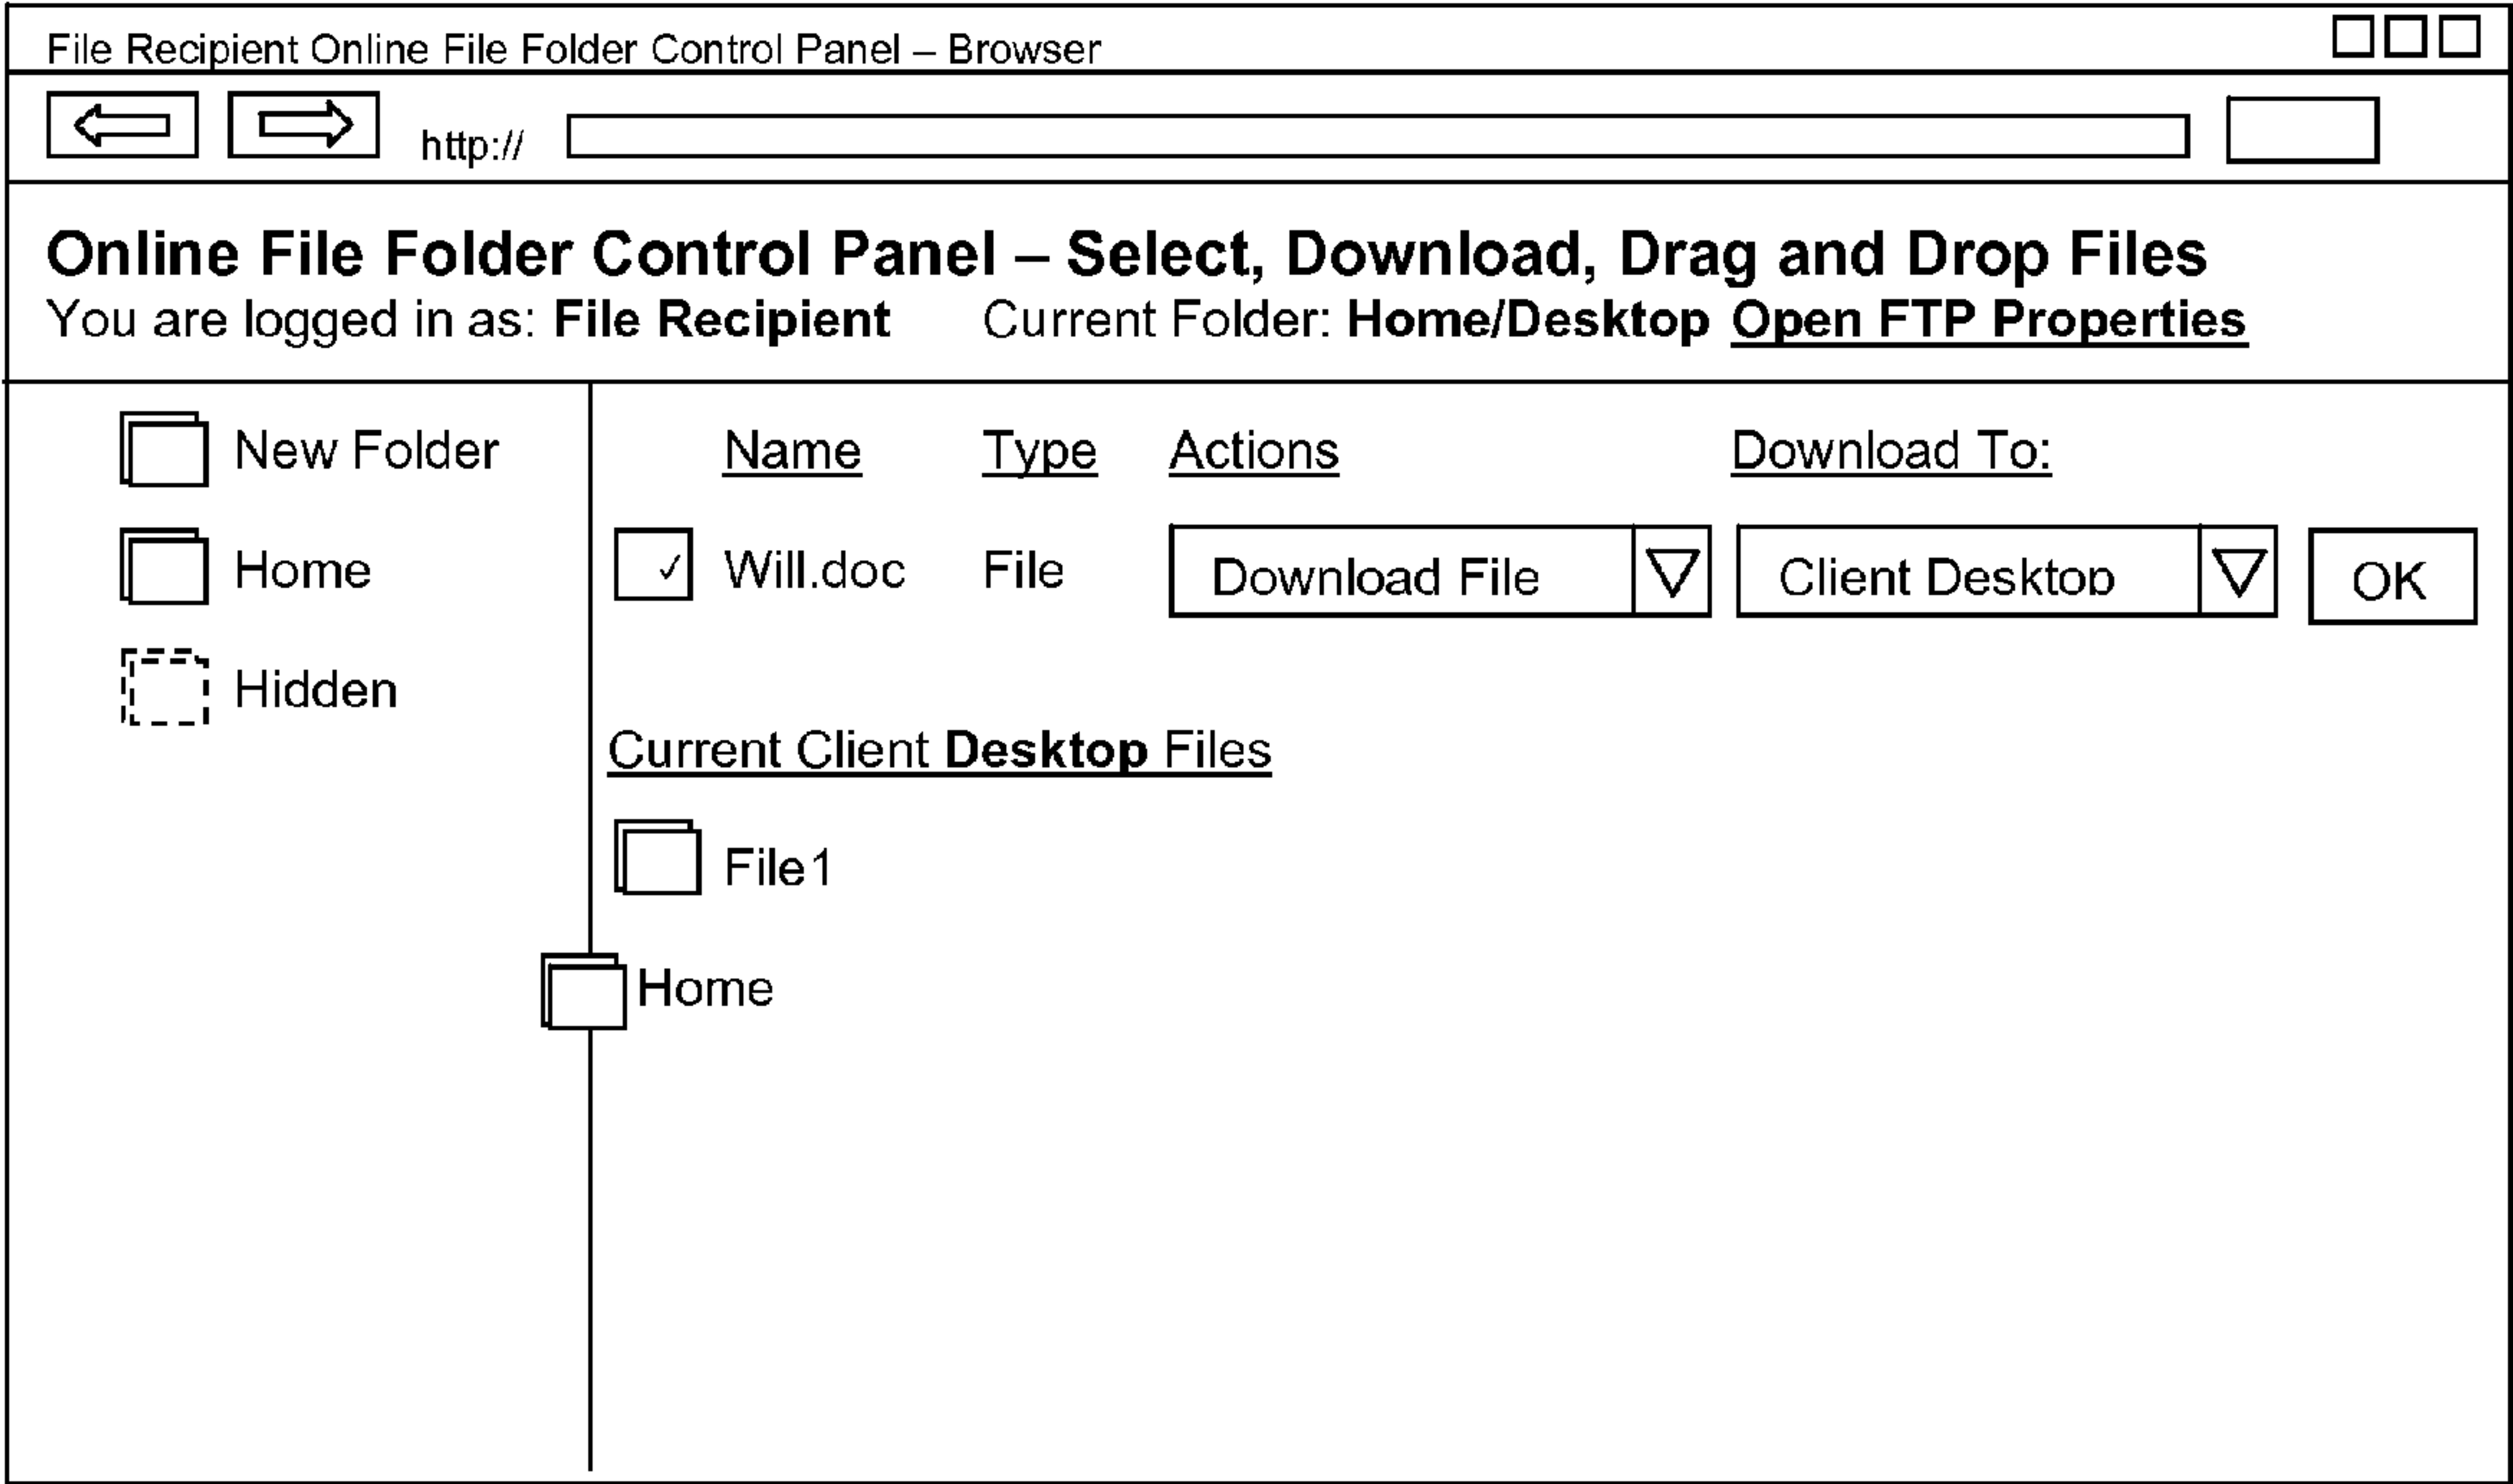 File Recipient Online File Folder Control Panel – Browser
http://
Online File Folder Control Panel – Select, Download, Drag and Drop Files
You are logged in as: File Recipient Current Folder: Home/Desktop Open FTP Properties
New Folder
Home
Hidden
Name Type Actions Download To:
✓ Will.doc File Download File Client Desktop OK
Current Client Desktop Files
File1
Home